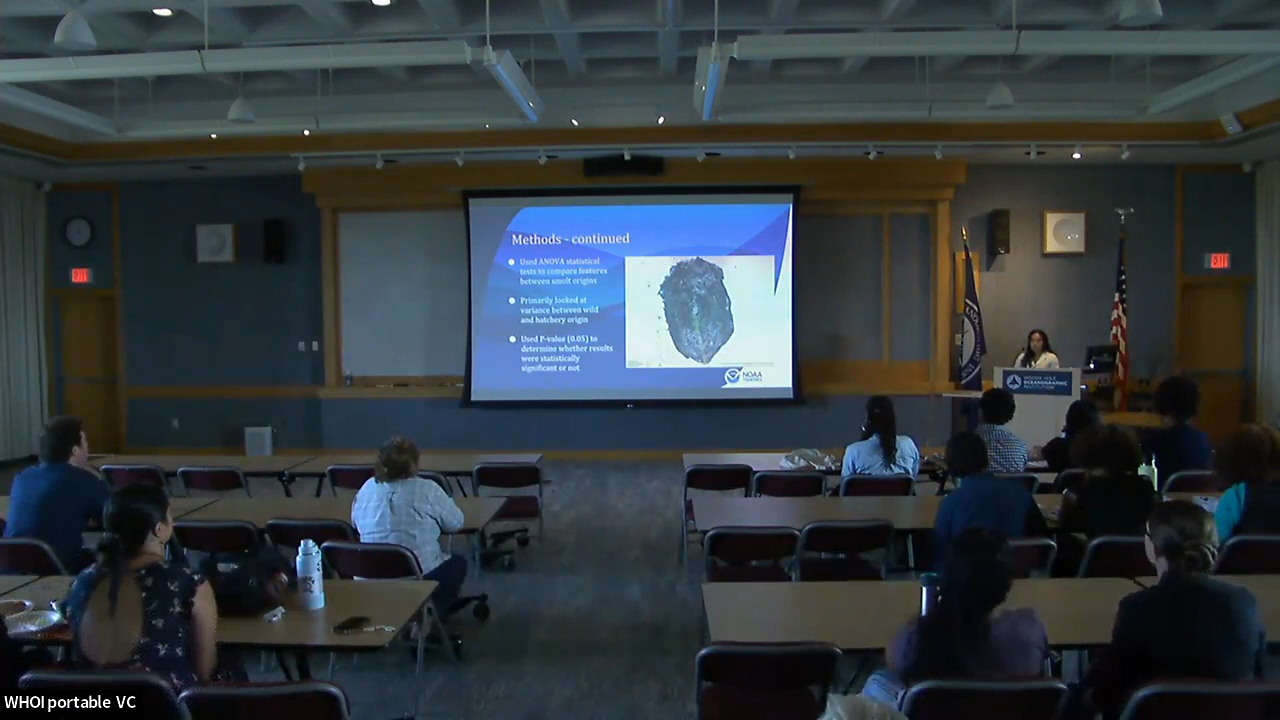 Methods - continued
Used ANOVA statistical
tests to compare features
between smolt origins
Primarily looked at
variance between wild
and hatchery origin
Used P-value (0.05) to
determine whether results
were statistically
significant or not
NOAA
FISHERIES
EXIT
EXIT
WOODS HOLE
OCEANOGRAPHIC
INSTITUTION
WHOI portable VC